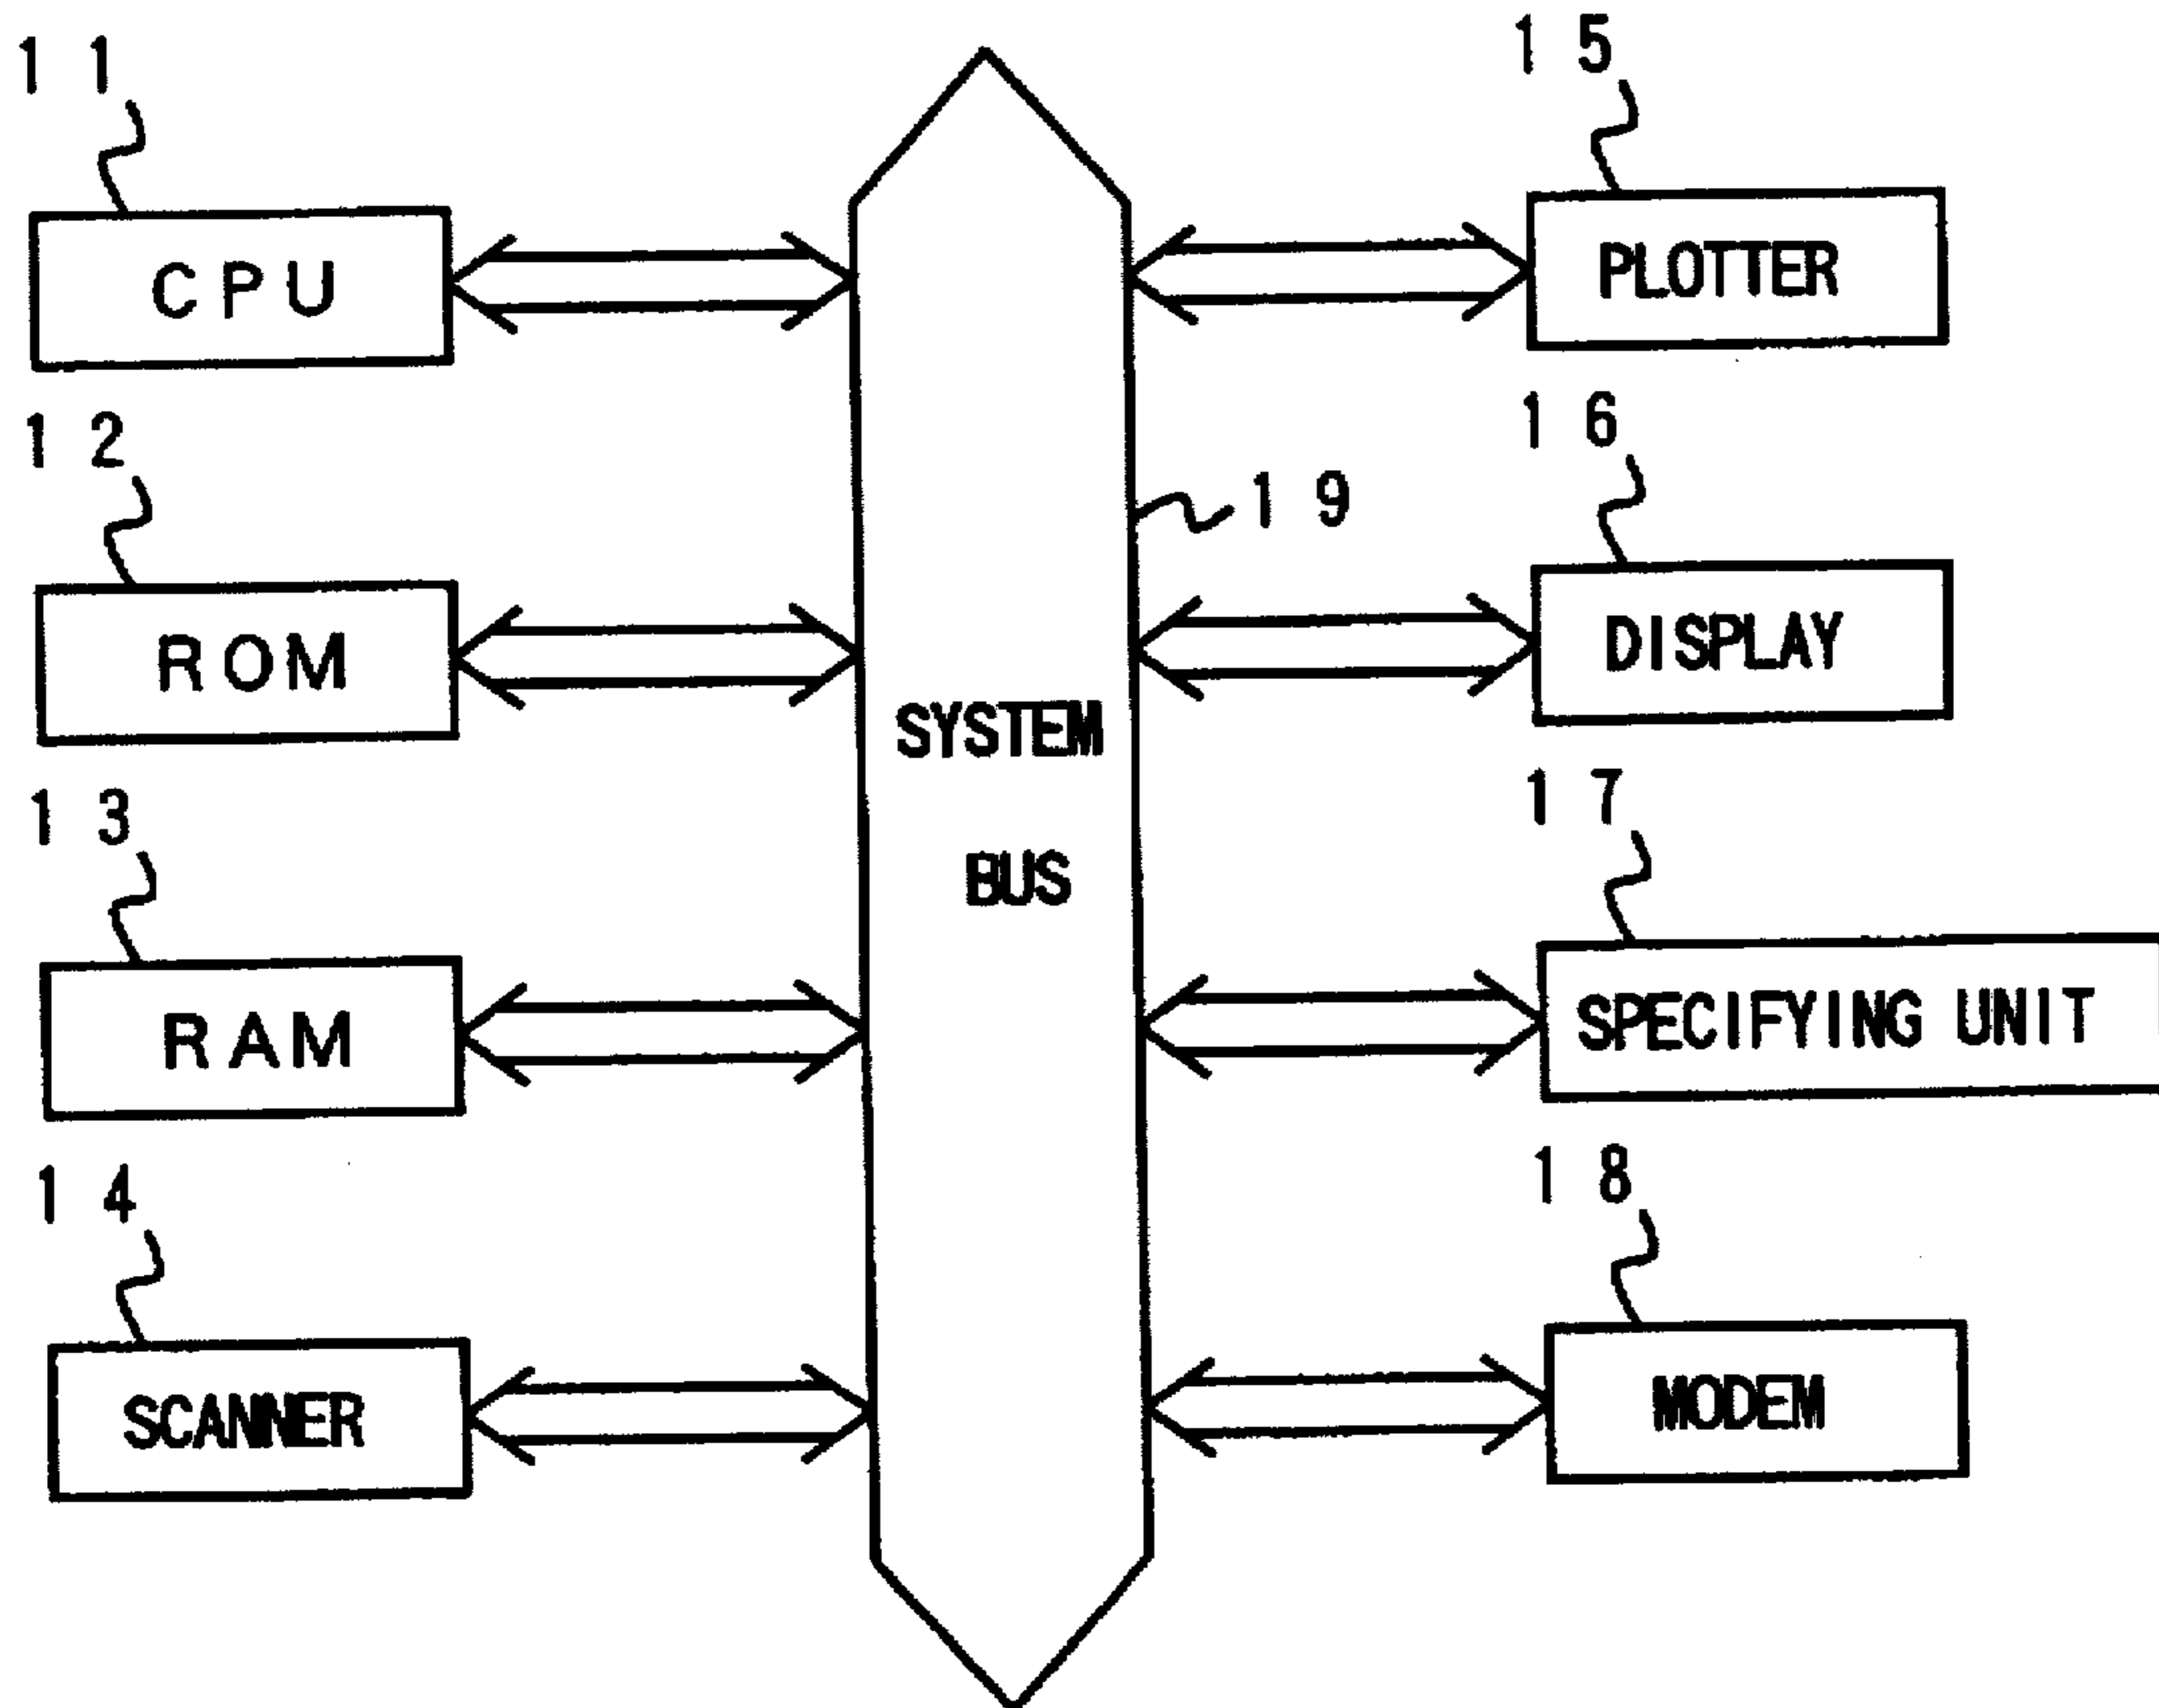 11
CPU
12
ROM
13
RAM
14
SCANNER
SYSTEM
BUS
19
15
PLOTTER
16
DISPLAY
17
SPECIFYING UNIT
18
MODEM